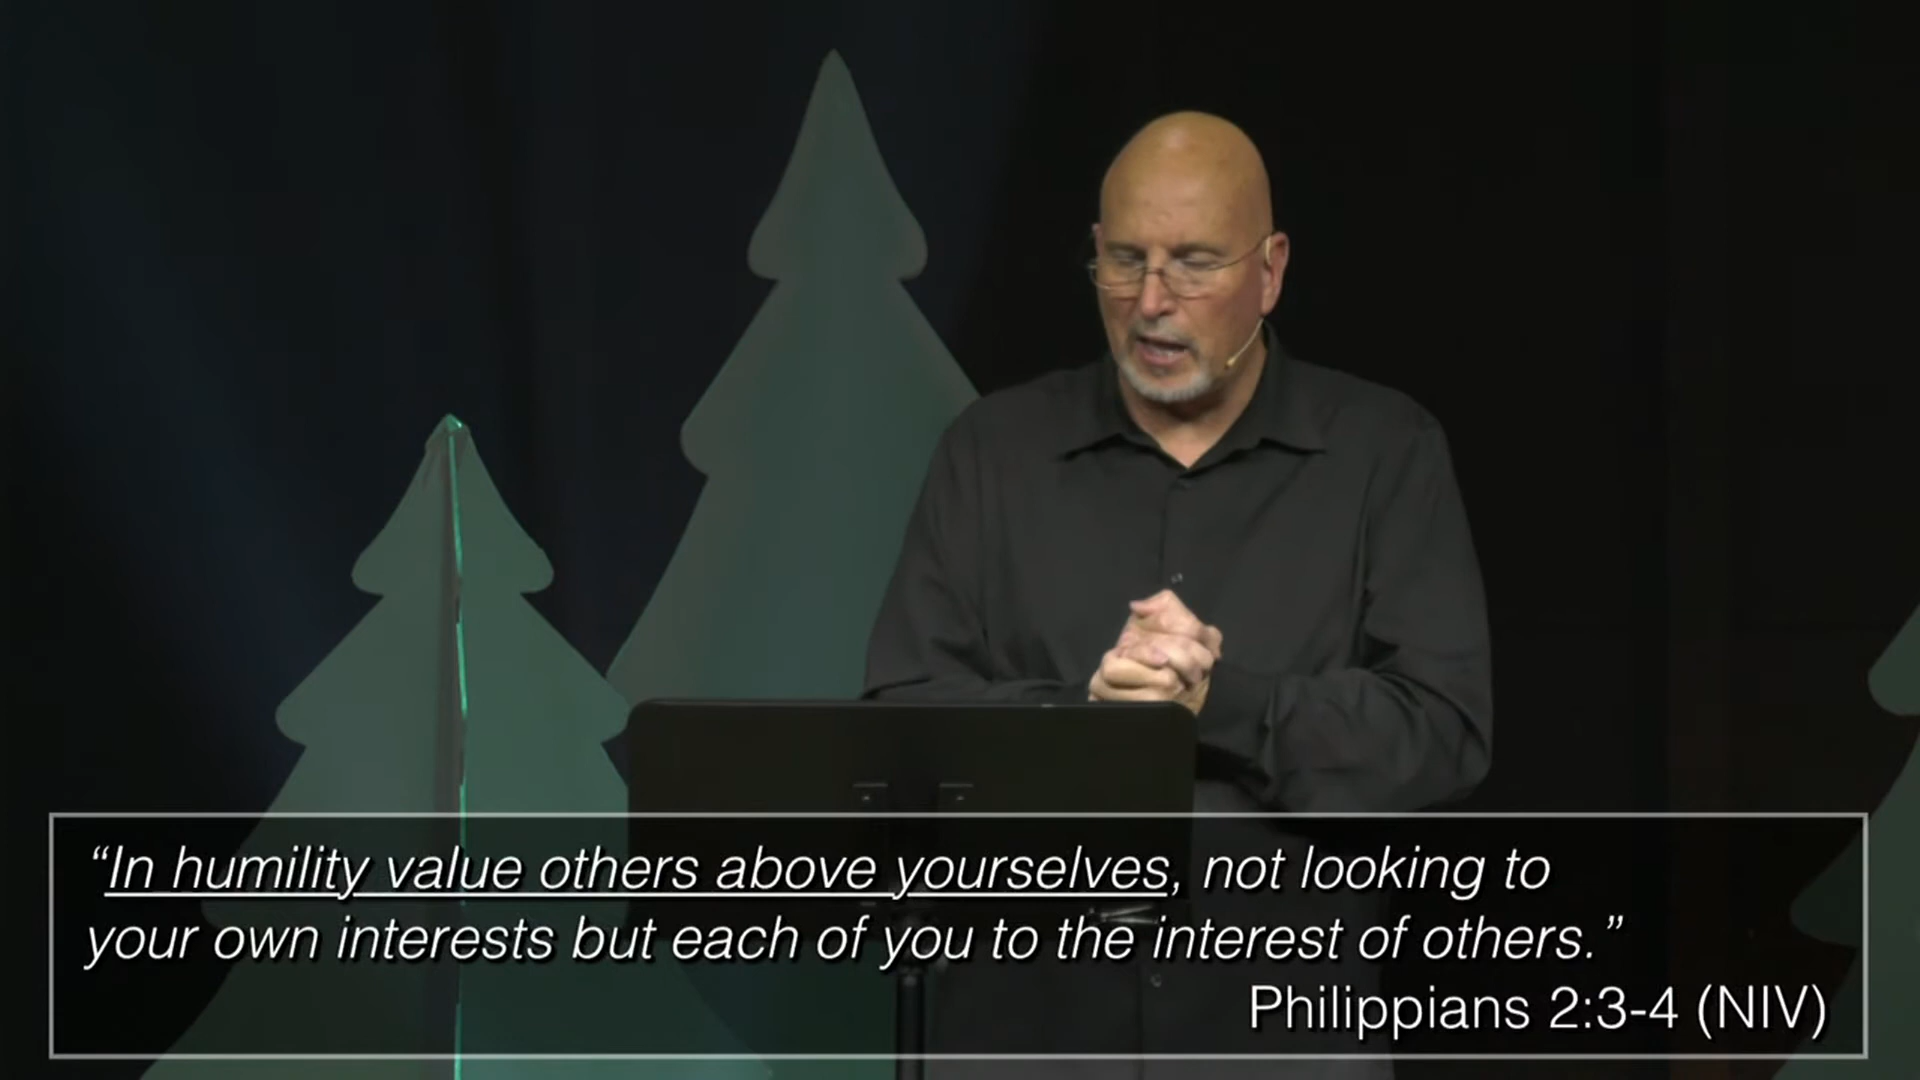 “In humility value others above yourselves, not looking to
your own interests but each of you to the interest of others.”
Philippians 2:3-4 (NIV)